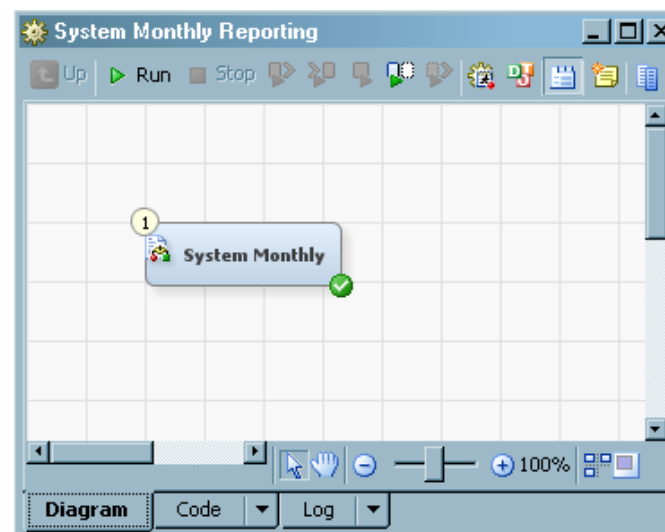 System Monthly Reporting
Up Run Stop
1
System Monthly
100%
Diagram Code Log